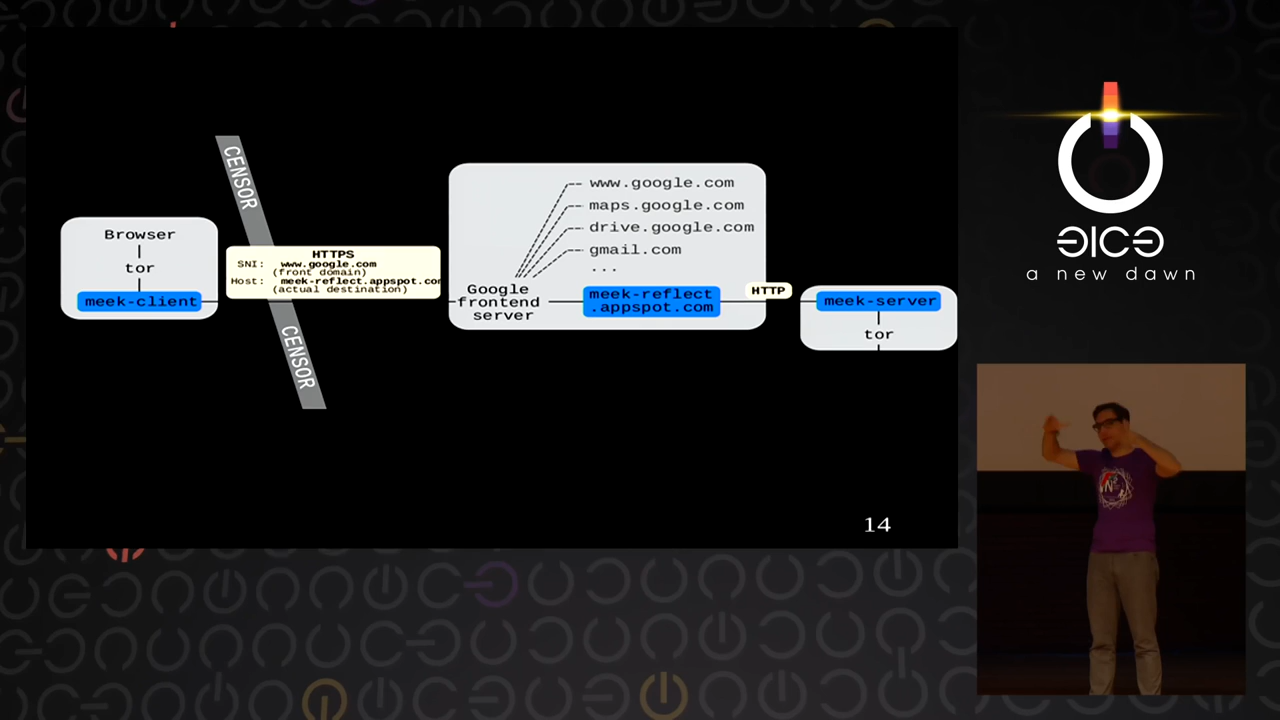 CENSOR
Browser
tor
meek-client
HTTPS
SNI: www.google.com
(front domain)
Host: meek-reflect.appspot.com
(actual destination)
CENSOR
www.google.com
maps.google.com
drive.google.com
gmail.com
...
Google
frontend
server
meek-reflect
.appspot.com
HTTP
meek-server
tor
14
a new dawn